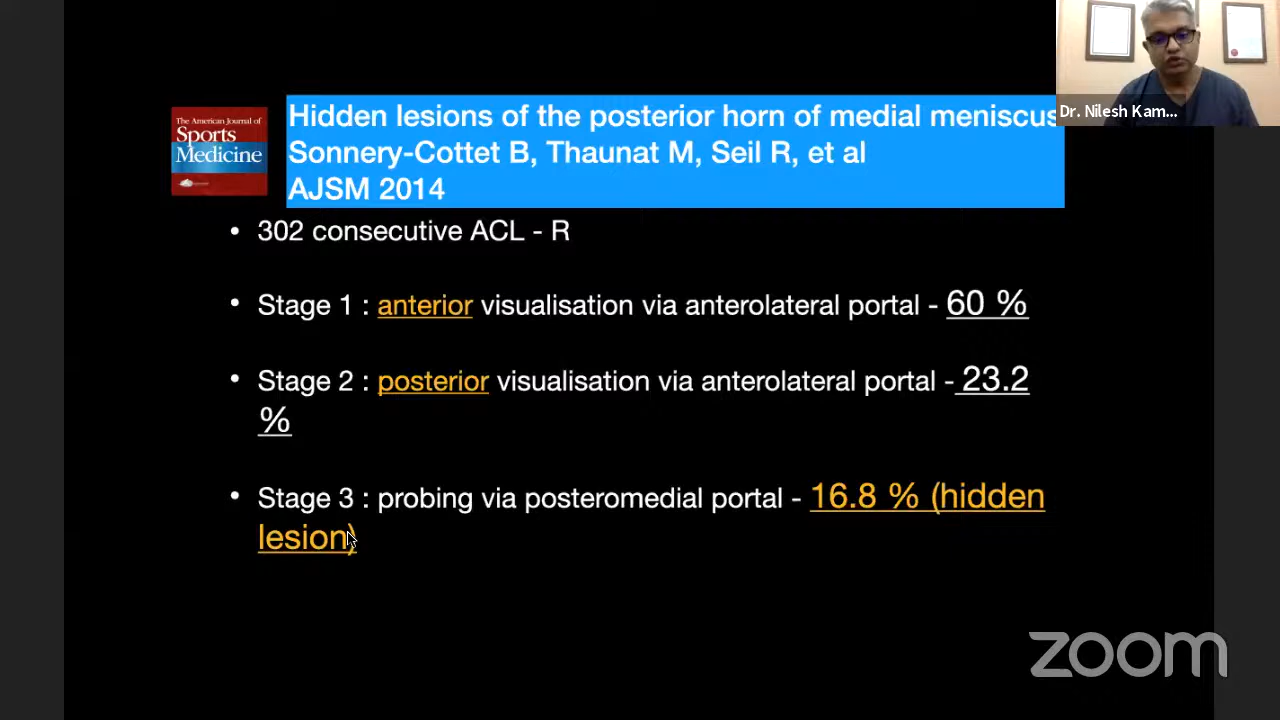 The American Journal of
Sports
Medicine
Hidden lesions of the posterior horn of medial meniscus
Sonnery-Cottet B, Thaunat M, Seil R, et al
AJSM 2014
• 302 consecutive ACL - R
• Stage 1 : anterior visualisation via anterolateral portal - 60 %
• Stage 2 : posterior visualisation via anterolateral portal - 23.2
%
• Stage 3 : probing via posteromedial portal - 16.8 % (hidden
lesion)
Dr. Nilesh Kam...
zoom